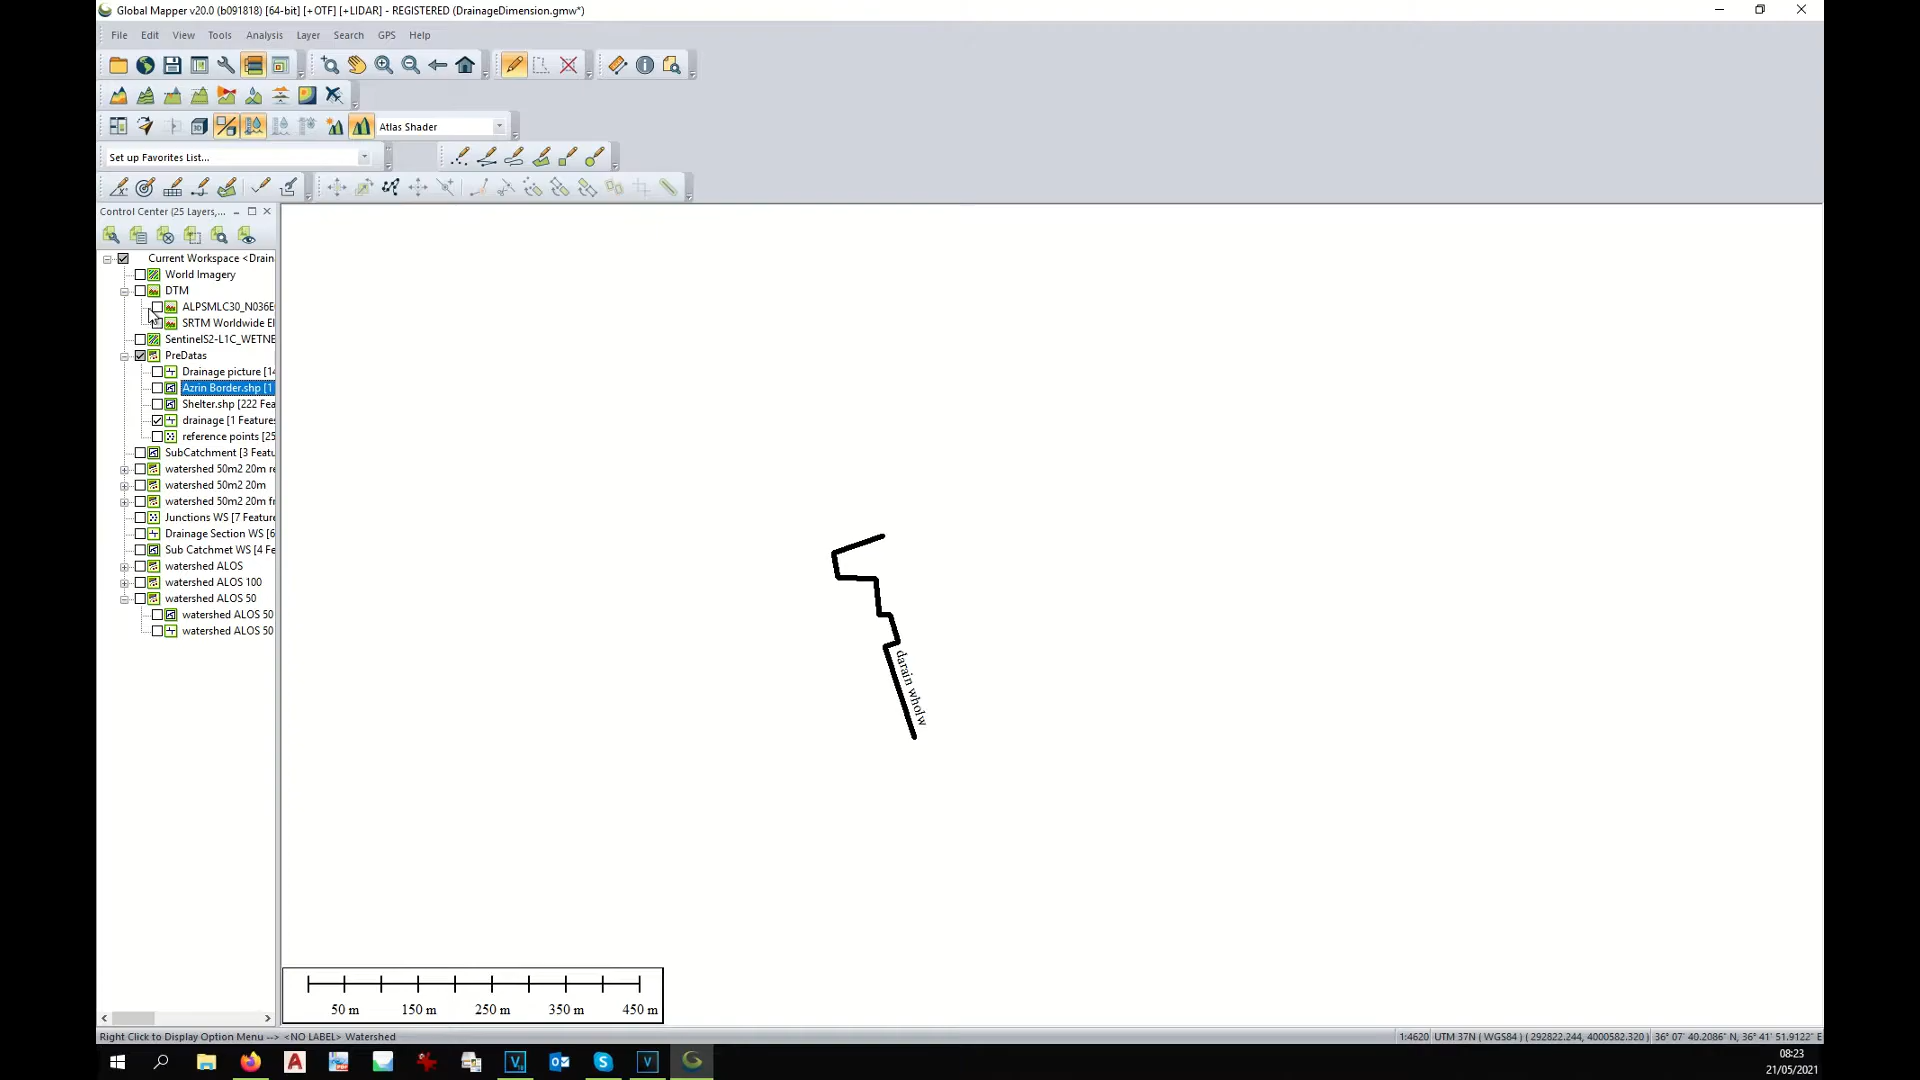 Global Mapper v20.0 (b091818) [64-bit] [+OTF] [+LIDAR] - REGISTERED (DrainageDimension.gmw*)
File Edit View Tools Analysis Layer Search GPS Help
Atlas Shader
Set up Favorites List...
Control Center (25 Layers,...
Current Workspace <Drain
World Imagery
DTM
ALPSMLC30_N036E
SRTM Worldwide El
SentinelS2-L1C_WETNE
PreDatas
Drainage picture [14
Azrin Border.shp [1
Shelter.shp [222 Fea
drainage [1 Features
reference points [25
SubCatchment [3 Featu
watershed 50m2 20m re
watershed 50m2 20m
watershed 50m2 20m fr
Junctions WS [7 Feature
Drainage Section WS [6
Sub Catchmet WS [4 Fe
watershed ALOS
watershed ALOS 100
watershed ALOS 50
watershed ALOS 50
watershed ALOS 50
darain wholw
50 m 150 m 250 m 350 m 450 m
Right Click to Display Option Menu --> <NO LABEL> Watershed
1:4620 UTM 37N ( WGS84 ) ( 292822.244, 4000582.320 ) 36° 07' 40.2086" N, 36° 41' 51.9122" E
08:23
21/05/2021